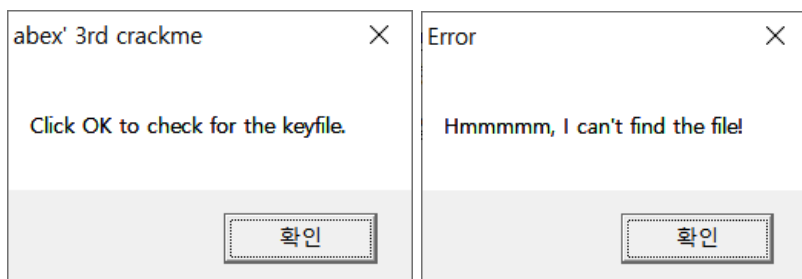 abex' 3rd crackme
Click OK to check for the keyfile.
확인
Error
Hmmmmm, I can't find the file!
확인